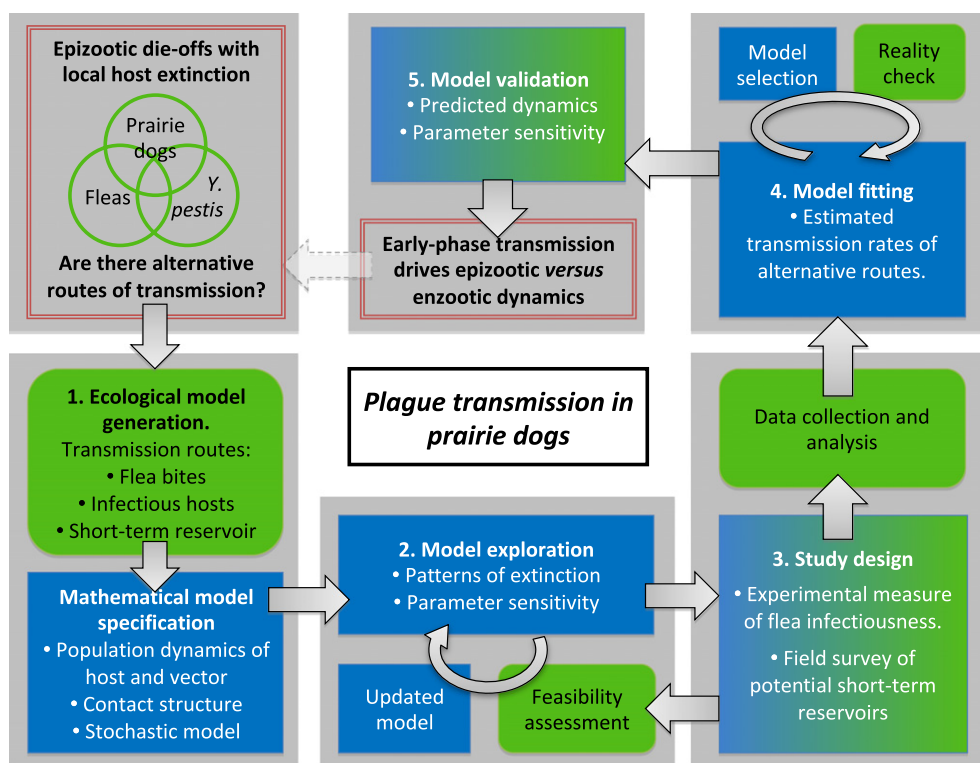 Epizootic die-offs with
local host extinction
Prairie
dogs
Fleas
Y.
pestis
Are there alternative
routes of transmission?
1. Ecological model
generation.
Transmission routes:
• Flea bites
• Infectious hosts
• Short-term reservoir
Mathematical model
specification
• Population dynamics of
host and vector
• Contact structure
• Stochastic model
2. Model exploration
• Patterns of extinction
• Parameter sensitivity
Updated
model
Feasibility
assessment
3. Study design
• Experimental measure
of flea infectiousness.
• Field survey of
potential short-term
reservoirs
Data collection and
analysis
4. Model fitting
• Estimated
transmission rates of
alternative routes.
Model
selection
Reality
check
5. Model validation
• Predicted dynamics
• Parameter sensitivity
Early-phase transmission
drives epizootic versus
enzootic dynamics
Plague transmission in
prairie dogs